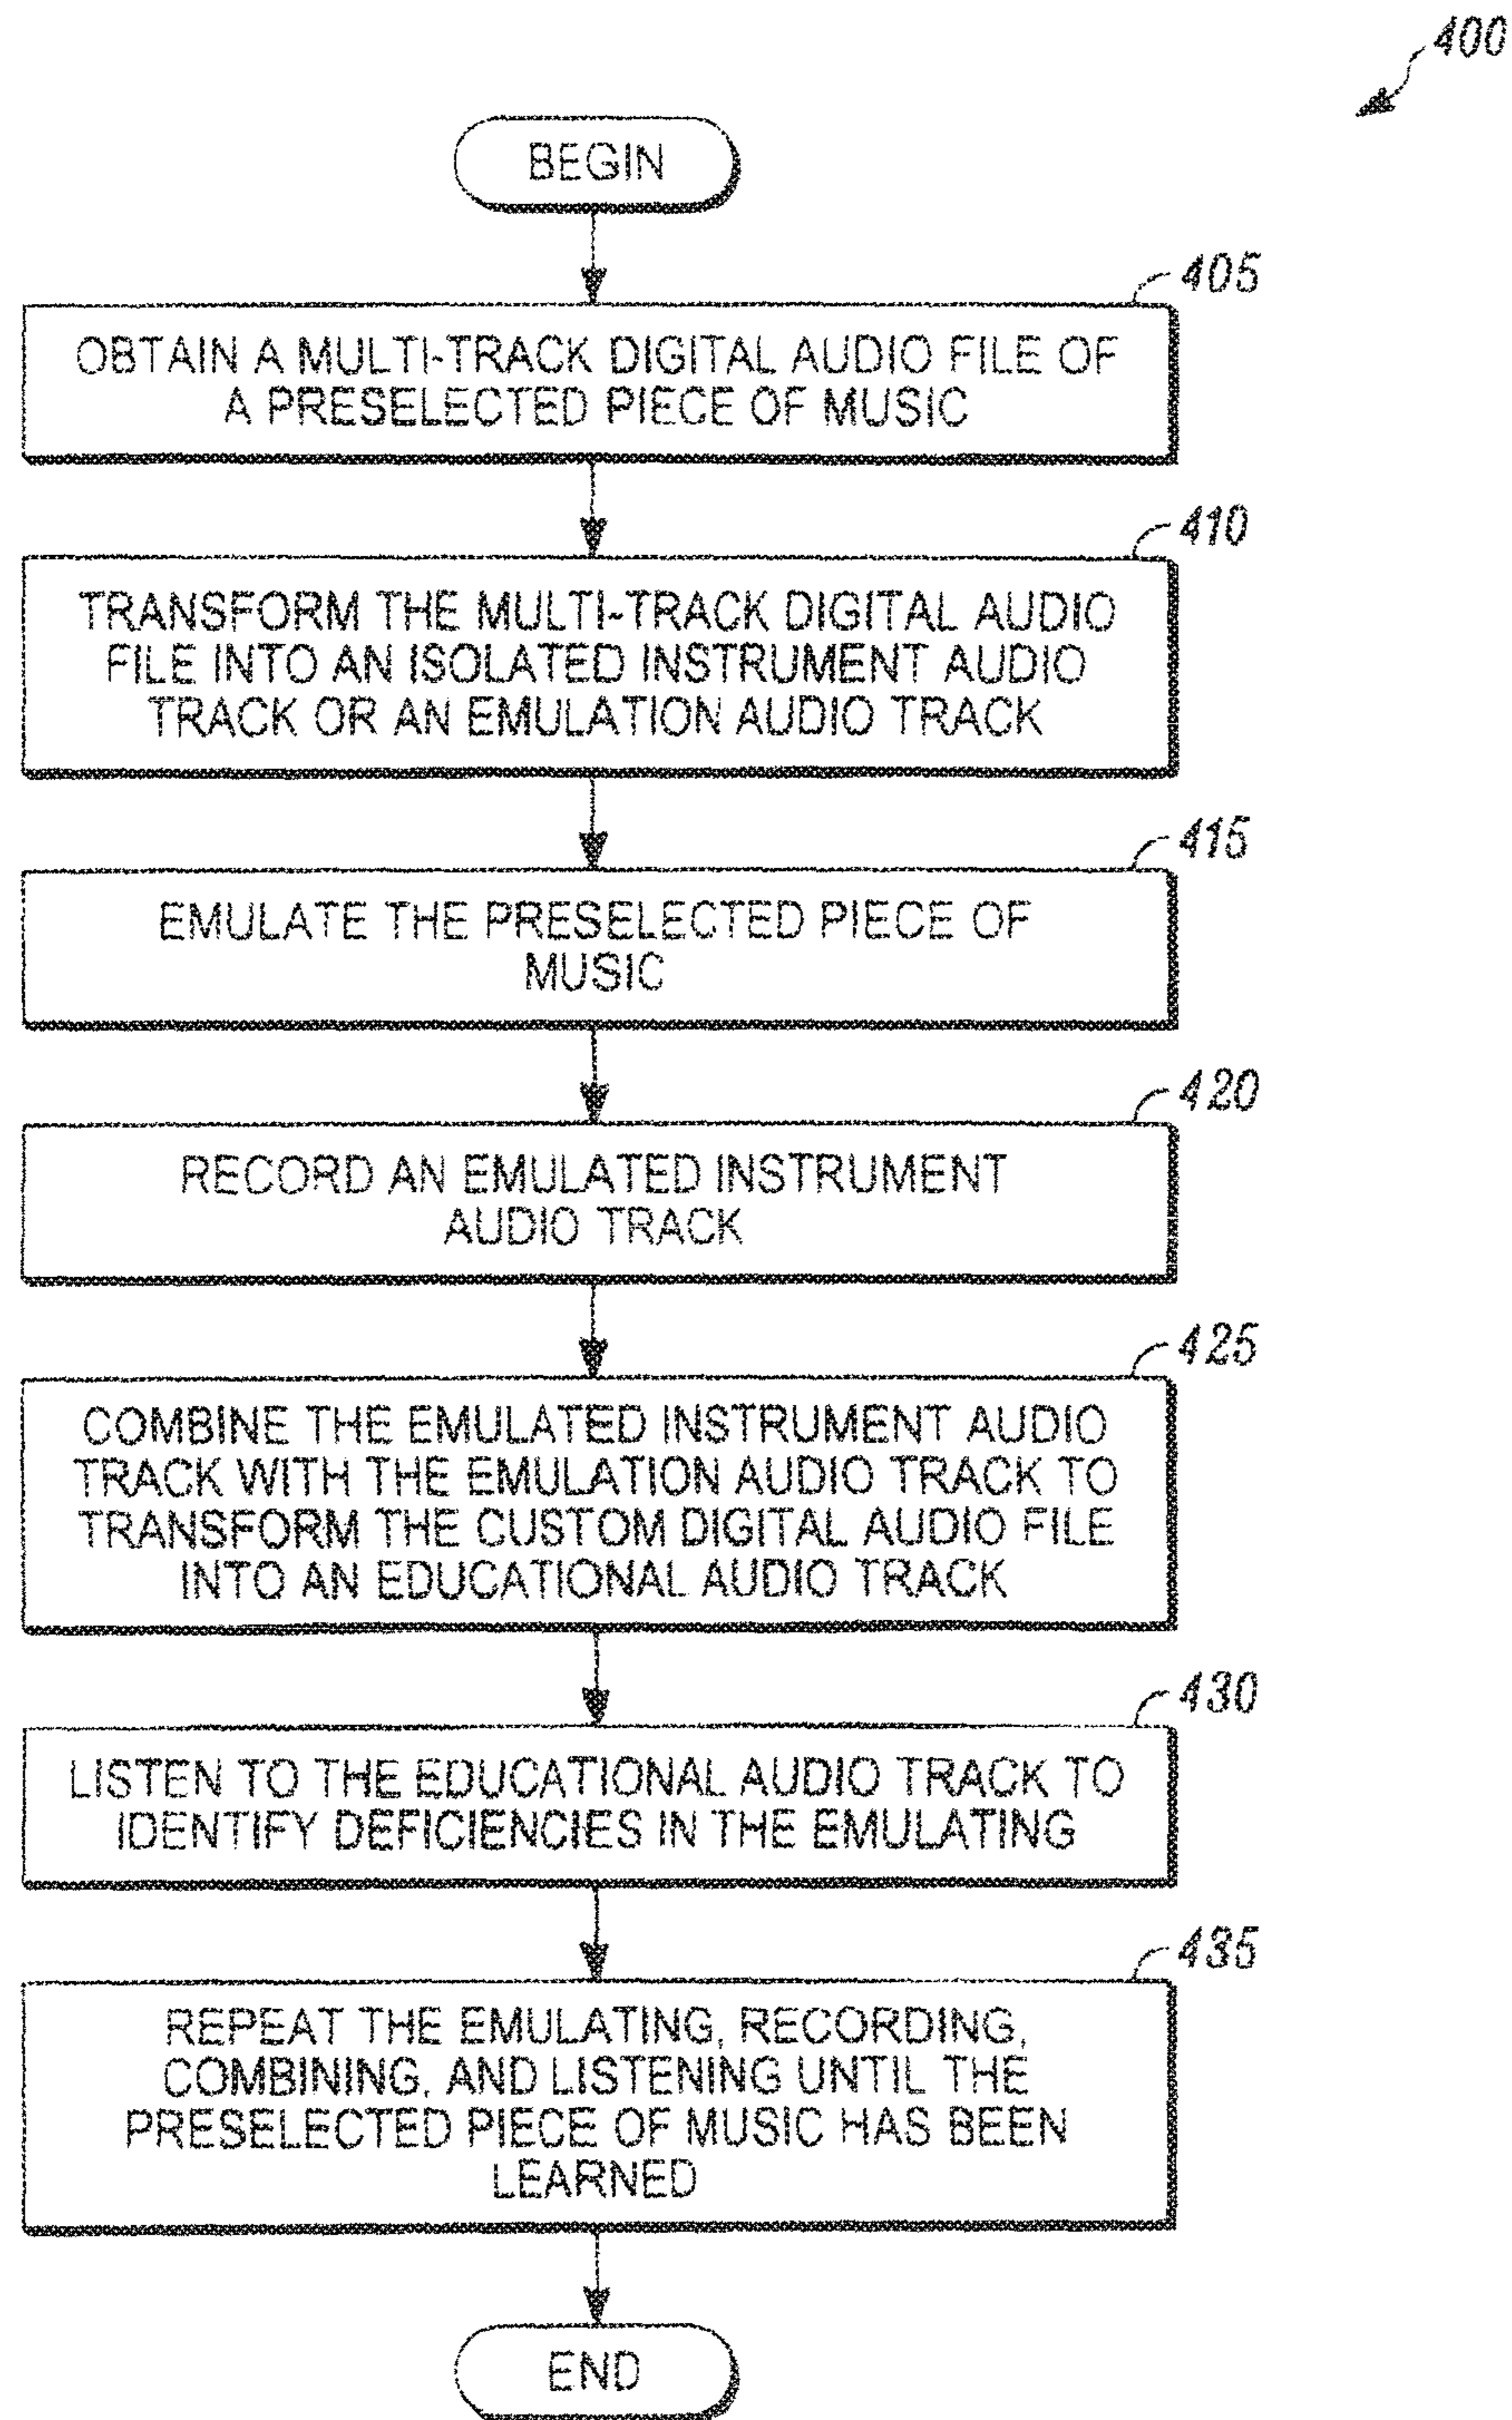 400
BEGIN
405
OBTAIN A MULTI-TRACK DIGITAL AUDIO FILE OF
A PRESELECTED PIECE OF MUSIC
410
TRANSFORM THE MULTI-TRACK DIGITAL AUDIO
FILE INTO AN ISOLATED INSTRUMENT AUDIO
TRACK OR AN EMULATION AUDIO TRACK
415
EMULATE THE PRESELECTED PIECE OF
MUSIC
420
RECORD AN EMULATED INSTRUMENT
AUDIO TRACK
425
COMBINE THE EMULATED INSTRUMENT AUDIO
TRACK WITH THE EMULATION AUDIO TRACK TO
TRANSFORM THE CUSTOM DIGITAL AUDIO FILE
INTO AN EDUCATIONAL AUDIO TRACK
430
LISTEN TO THE EDUCATIONAL AUDIO TRACK TO
IDENTIFY DEFICIENCIES IN THE EMULATING
435
REPEAT THE EMULATING, RECORDING,
COMBINING, AND LISTENING UNTIL THE
PRESELECTED PIECE OF MUSIC HAS BEEN
LEARNED
END